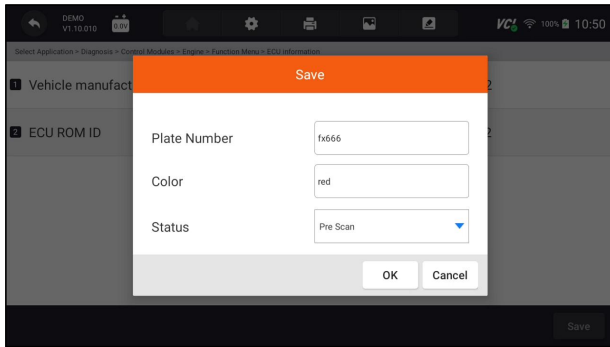 DEMO
V1.10.010
0.0V
VC!
100%
10:50
Select Application > Diagnosis > Control Modules > Engine > Function Menu > ECU Information
1 Vehicle manufact
2
2 ECU ROM ID
2
Save
Plate Number
fx666
Color
red
Status
Pre Scan
OK
Cancel
Save